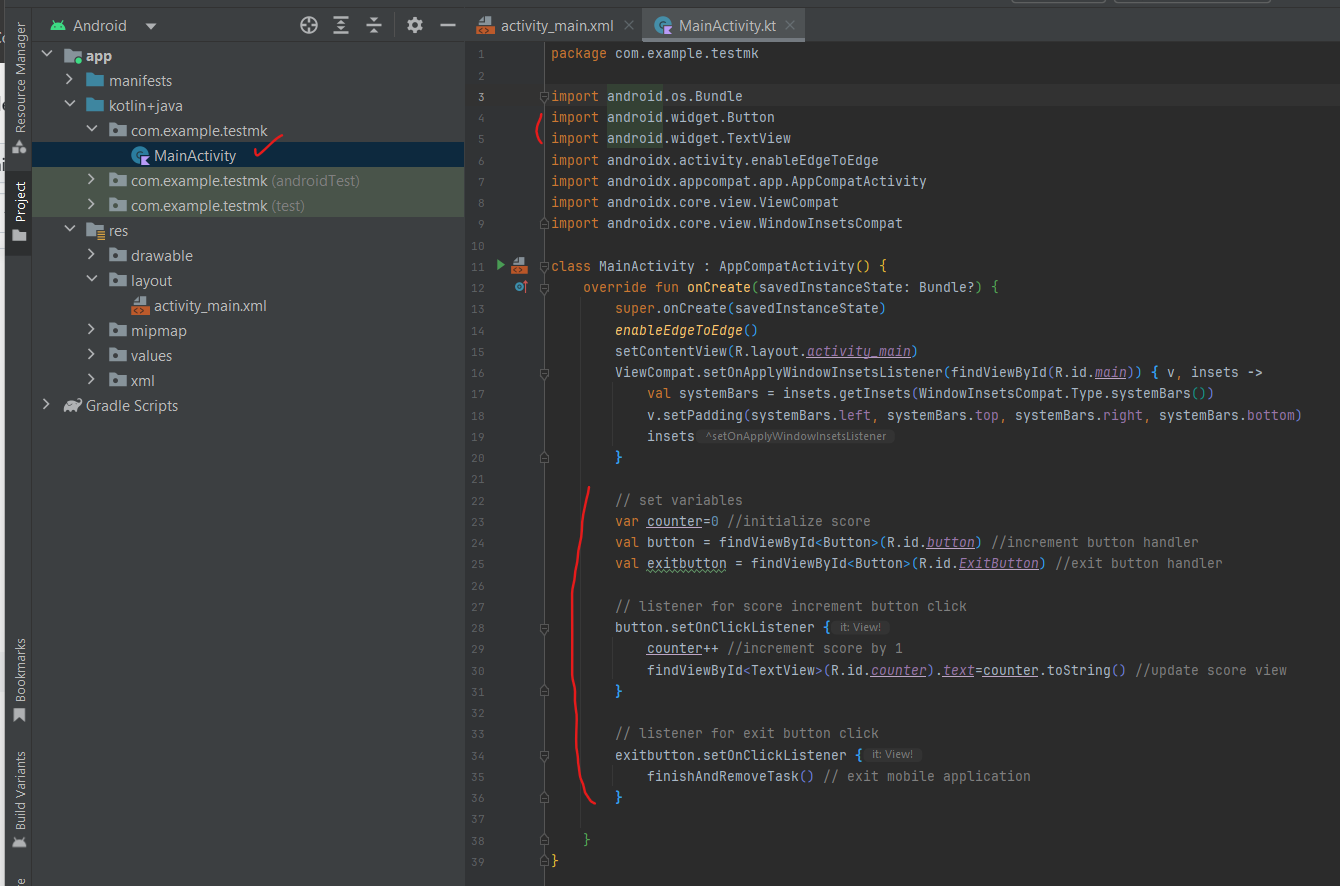 Android
activity_main.xml
MainActivity.kt
Resource Manager
Project
Bookmarks
Build Variants
app
manifests
kotlin+java
com.example.testmk
MainActivity
com.example.testmk (androidTest)
com.example.testmk (test)
res
drawable
layout
activity_main.xml
mipmap
values
xml
Gradle Scripts
1 package com.example.testmk
2
3 import android.os.Bundle
4 import android.widget.Button
5 import android.widget.TextView
6 import androidx.activity.enableEdgeToEdge
7 import androidx.appcompat.app.AppCompatActivity
8 import androidx.core.view.ViewCompat
9 import androidx.core.view.WindowInsetsCompat
10
11 class MainActivity : AppCompatActivity() {
12 override fun onCreate(savedInstanceState: Bundle?) {
13 super.onCreate(savedInstanceState)
14 enableEdgeToEdge()
15 setContentView(R.layout.activity_main)
16 ViewCompat.setOnApplyWindowInsetsListener(findViewById(R.id.main)) { v, insets ->
17 val systemBars = insets.getInsets(WindowInsetsCompat.Type.systemBars())
18 v.setPadding(systemBars.left, systemBars.top, systemBars.right, systemBars.bottom)
19 insets ^setOnApplyWindowInsetsListener
20 }
21
22 // set variables
23 var counter=0 //initialize score
24 val button = findViewById<Button>(R.id.button) //increment button handler
25 val exitbutton = findViewById<Button>(R.id.ExitButton) //exit button handler
26
27 // listener for score increment button click
28 button.setOnClickListener { it: View!
29 counter++ //increment score by 1
30 findViewById<TextView>(R.id.counter).text=counter.toString() //update score view
31 }
32
33 // listener for exit button click
34 exitbutton.setOnClickListener { it: View!
35 finishAndRemoveTask() // exit mobile application
36 }
37
38 }
39 }